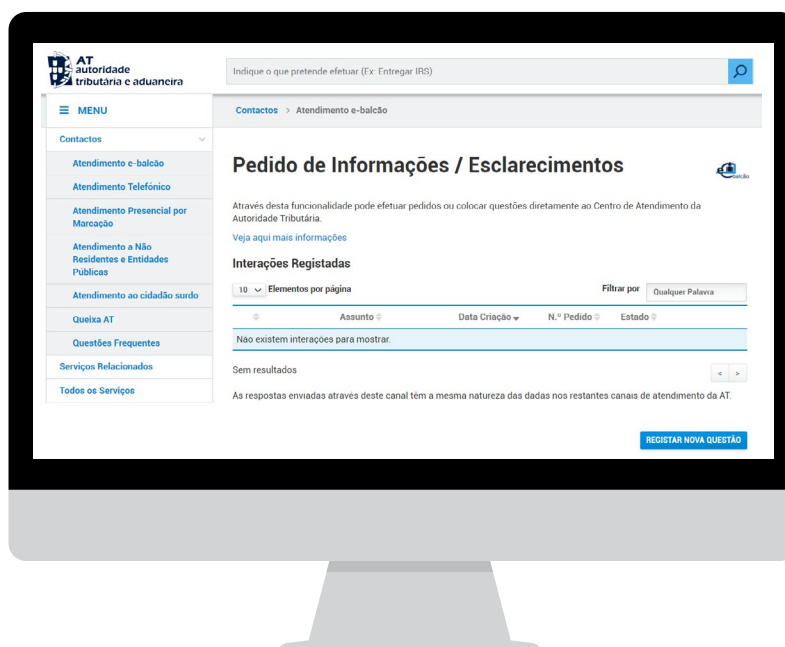 AT
autoridade
tributária e aduaneira
Indique o que pretende efetuar (Ex: Entregar IRS)
MENU
Contactos > Atendimento e-balcão
Contactos
Atendimento e-balcão
Atendimento Telefónico
Atendimento Presencial por
Marcação
Atendimento a Não
Residentes e Entidades
Públicas
Atendimento ao cidadão surdo
Queixa AT
Questões Frequentes
Serviços Relacionados
Todos os Serviços
Pedido de Informações / Esclarecimentos
e balcão
Através desta funcionalidade pode efetuar pedidos ou colocar questões diretamente ao Centro de Atendimento da
Autoridade Tributária.
Veja aqui mais informações
Interações Registadas
10 Elementos por página
Filtrar por Qualquer Palavra
Assunto Data Criação N.º Pedido Estado
Não existem interações para mostrar.
Sem resultados
< >
As respostas enviadas através deste canal têm a mesma natureza das dadas nos restantes canais de atendimento da AT.
REGISTAR NOVA QUESTÃO